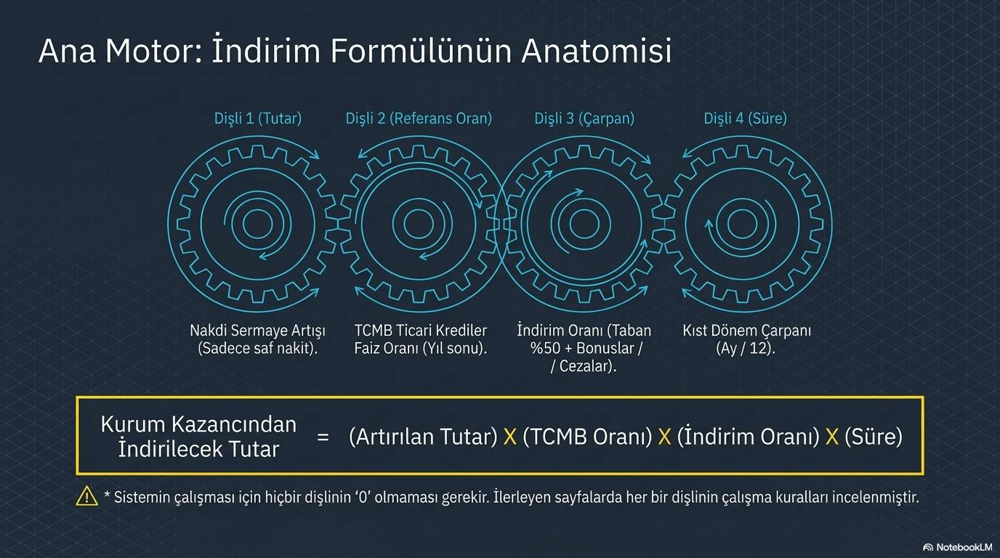 Ana Motor: İndirim Formülünün Anatomisi
Dişli 1 (Tutar)
Dişli 2 (Referans Oran)
Dişli 3 (Çarpan)
Dişli 4 (Süre)
Nakdi Sermaye Artışı
(Sadece saf nakit).
TCMB Ticari Krediler
Faiz Oranı (Yıl sonu).
İndirim Oranı (Taban
%50 + Bonuslar /
/ Cezalar).
Kıst Dönem Çarpanı
(Ay / 12).
Kurum Kazancından
İndirilecek Tutar
= (Artırılan Tutar) X (TCMB Oranı) X (İndirim Oranı) X (Süre)
* Sistemin çalışması için hiçbir dişlinin ‘0’ olmaması gerekir. İlerleyen sayfalarda her bir dişlinin çalışma kuralları incelenmiştir.
NotebookLM